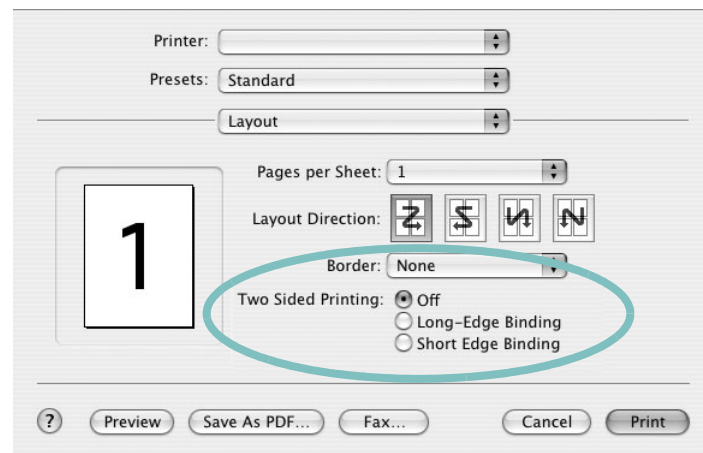 Printer:
Presets: Standard
Layout
Pages per Sheet: 1
1
Layout Direction:
Border: None
Two Sided Printing: Off
Long-Edge Binding
Short Edge Binding
? Preview Save As PDF... Fax... Cancel Print